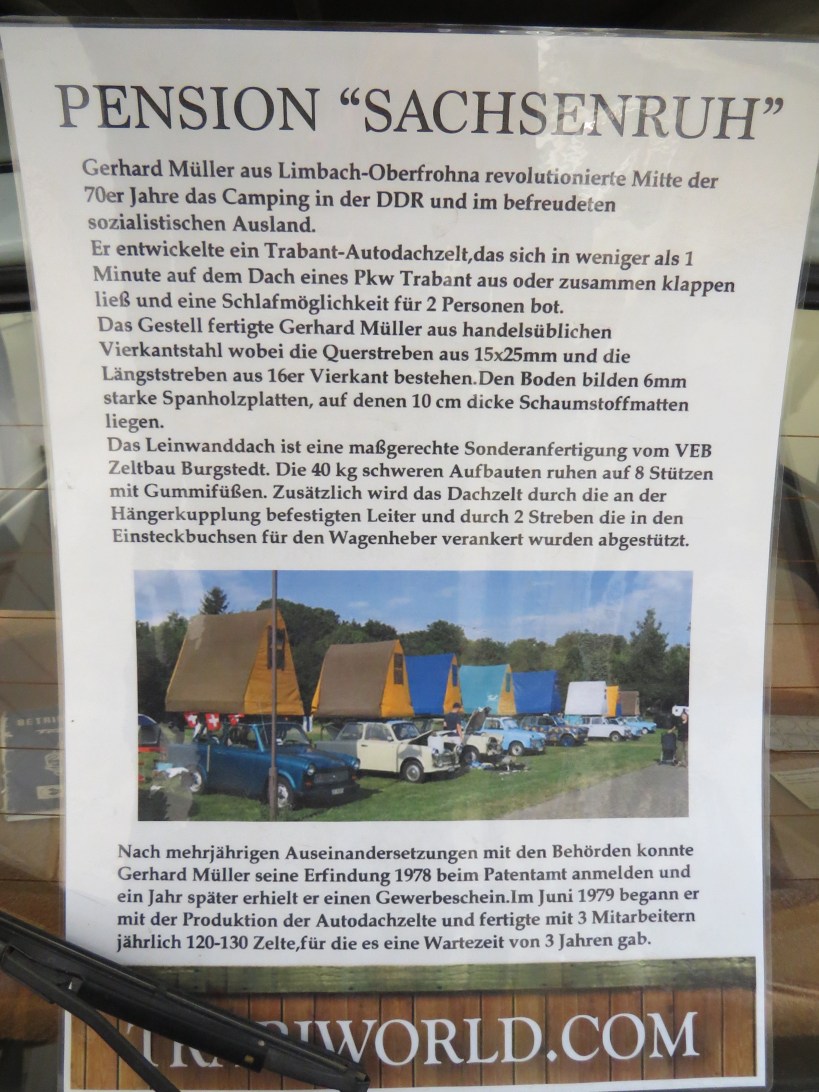 PENSION “SACHSENRUH”
Gerhard Müller aus Limbach-Oberfrohna revolutionierte Mitte der
70er Jahre das Camping in der DDR und im befreudeten
sozialistischen Ausland.
Er entwickelte ein Trabant-Autodachzelt,das sich in weniger als 1
Minute auf dem Dach eines Pkw Trabant aus oder zusammen klappen
ließ und eine Schlafmöglichkeit für 2 Personen bot.
Das Gestell fertigte Gerhard Müller aus handelsüblichen
Vierkantstahl wobei die Querstreben aus 15x25mm und die
Längststreben aus 16er Vierkant bestehen.Den Boden bilden 6mm
starke Spanholzplatten, auf denen 10 cm dicke Schaumstoffmatten
liegen.
Das Leinwanddach ist eine maßgerechte Sonderanfertigung vom VEB
Zeltbau Burgstedt. Die 40 kg schweren Aufbauten ruhen auf 8 Stützen
mit Gummifüßen. Zusätzlich wird das Dachzelt durch die an der
Hängerkupplung befestigten Leiter und durch 2 Streben die in den
Einsteckbuchsen für den Wagenheber verankert wurden abgestützt.
Nach mehrjährigen Auseinandersetzungen mit den Behörden konnte
Gerhard Müller seine Erfindung 1978 beim Patentamt anmelden und
ein Jahr später erhielt er einen Gewerbeschein.Im Juni 1979 begann er
mit der Produktion der Autodachzelte und fertigte mit 3 Mitarbeitern
jährlich 120-130 Zelte,für die es eine Wartezeit von 3 Jahren gab.
TRABIWORLD.COM